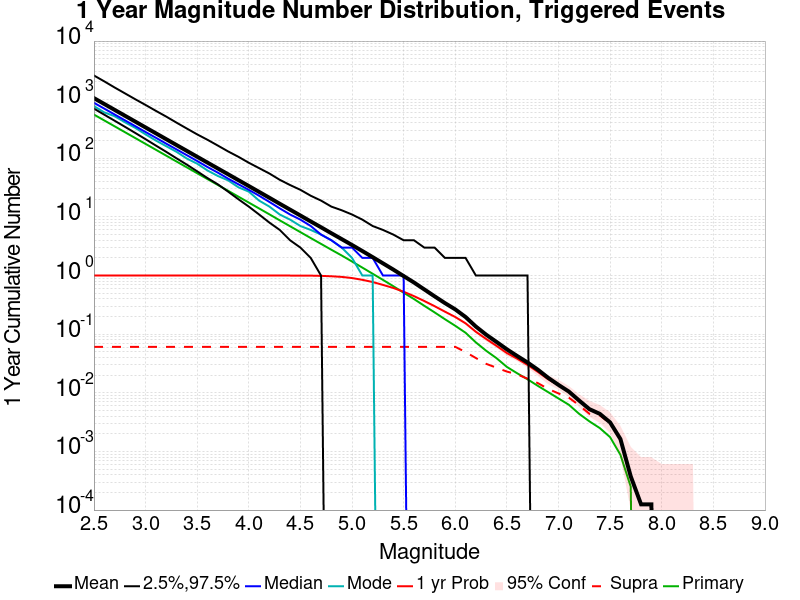 1 Year Magnitude Number Distribution, Triggered Events
1 Year Cumulative Number
10^4
10^3
10^2
10^1
10^0
10^-1
10^-2
10^-3
10^-4
2.5 3.0 3.5 4.0 4.5 5.0 5.5 6.0 6.5 7.0 7.5 8.0 8.5 9.0
Magnitude
Mean 2.5%,97.5% Median Mode 1 yr Prob 95% Conf Supra Primary